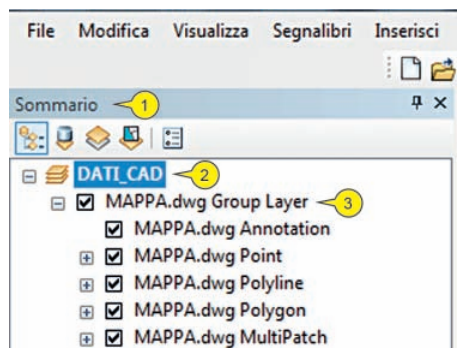 File Modifica Visualizza Segnalibri Inserisci
Sommario 1
DATI_CAD 2
MAPPA.dwg Group Layer 3
MAPPA.dwg Annotation
MAPPA.dwg Point
MAPPA.dwg Polyline
MAPPA.dwg Polygon
MAPPA.dwg MultiPatch